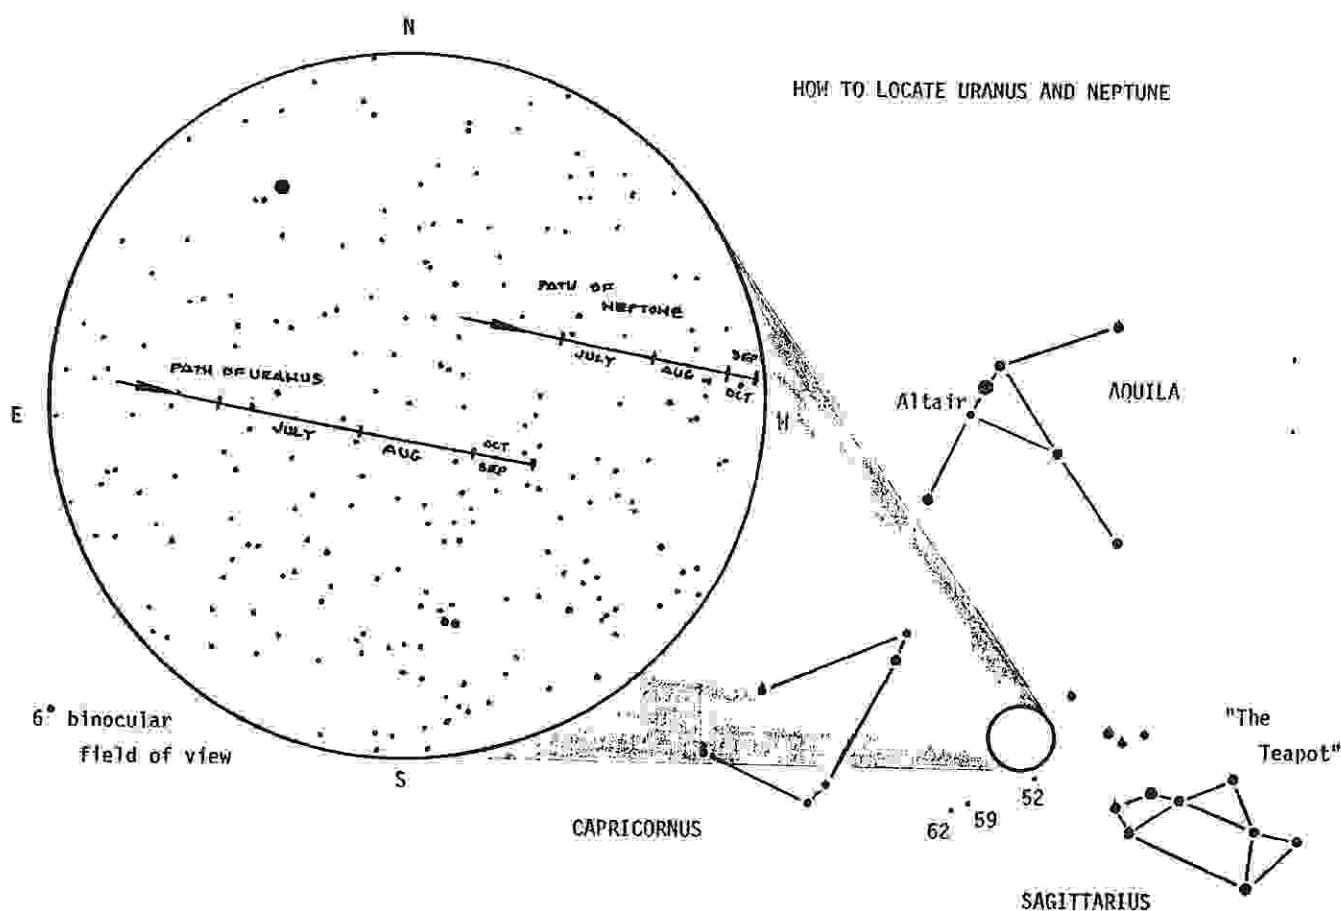 N
HOW TO LOCATE URANUS AND NEPTUNE
PATH OF
NEPTUNE
JULY
AUG
SEP
OCT
PATH OF URANUS
JULY
AUG
OCT
SEP
E
W
Altair
AQUILA
6° binocular
field of view
S
"The
Teapot"
52
59
62
CAPRICORNUS
SAGITTARIUS